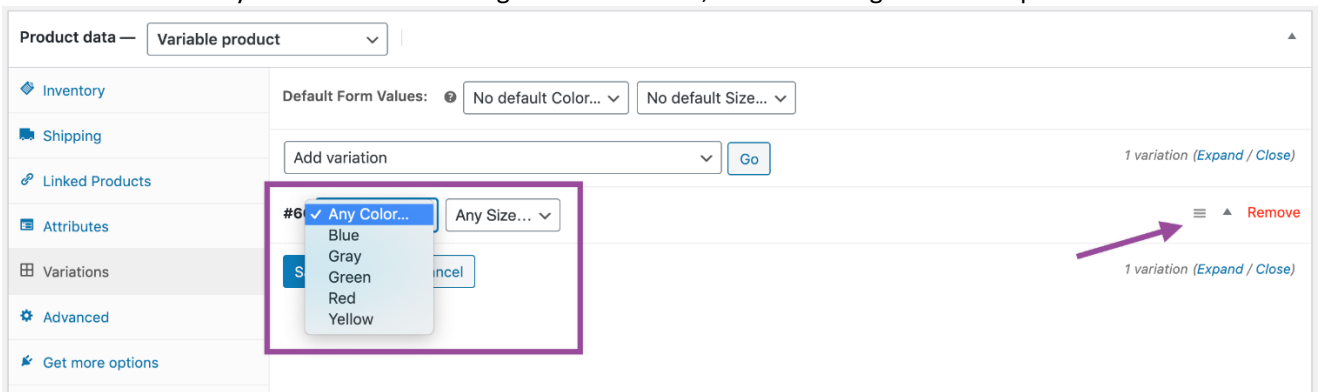 Product data — Variable product
Inventory
Default Form Values: No default Color... No default Size...
Shipping
Add variation Go 1 variation (Expand / Close)
Linked Products
Any Color... Any Size... Remove
Attributes
Blue
Gray
Variations
Green
1 variation (Expand / Close)
Red
Advanced
Yellow
Get more options